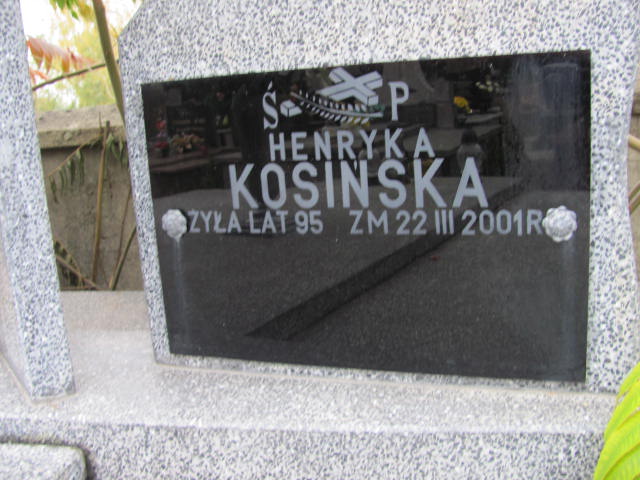 Ś P
HENRYKA
KOSIŃSKA
ŻYŁA LAT 95 ZM 22 III 2001R